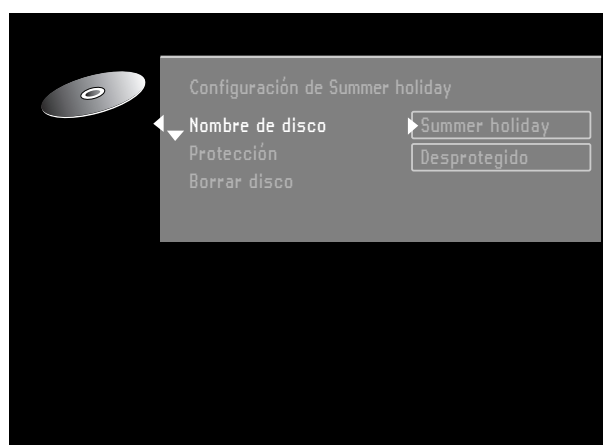 Configuración de Summer holiday
Nombre de disco Summer holiday
Protección Desprotegido
Borrar disco